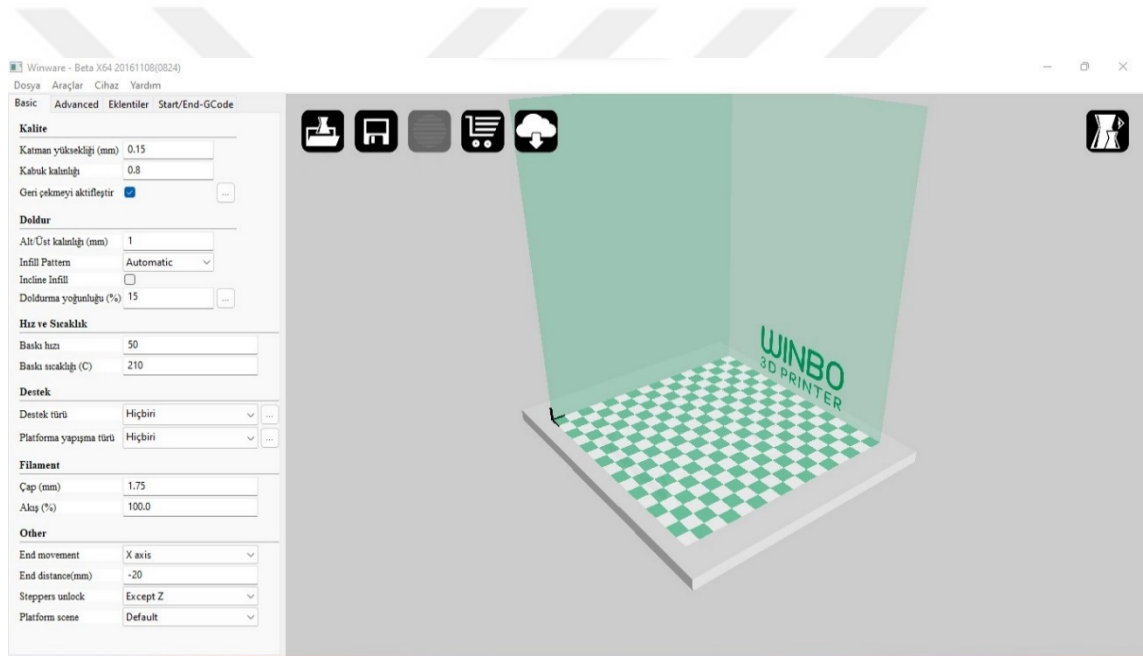 Winware - Beta X64 20161108(0824)
Dosya Araçlar Cihaz Yardım
Basic Advanced Eklentiler Start/End-GCode
Kalite
Katman yüksekliği (mm) 0.15
Kabuk kalınlığı 0.8
Geri çekmeyi aktifleştir ...
Doldur
Alt/Üst kalınlığı (mm) 1
Infill Pattern Automatic
Incline Infill
Doldurma yoğunluğu (%) 15 ...
Hız ve Sıcaklık
Baskı hızı 50
Baskı sıcaklığı (C) 210
Destek
Destek türü Hiçbiri ...
Platforma yapışma türü Hiçbiri ...
Filament
Çap (mm) 1.75
Akış (%) 100.0
Other
End movement X axis
End distance(mm) -20
Steppers unlock Except Z
Platform scene Default
WINBO
3D PRINTER